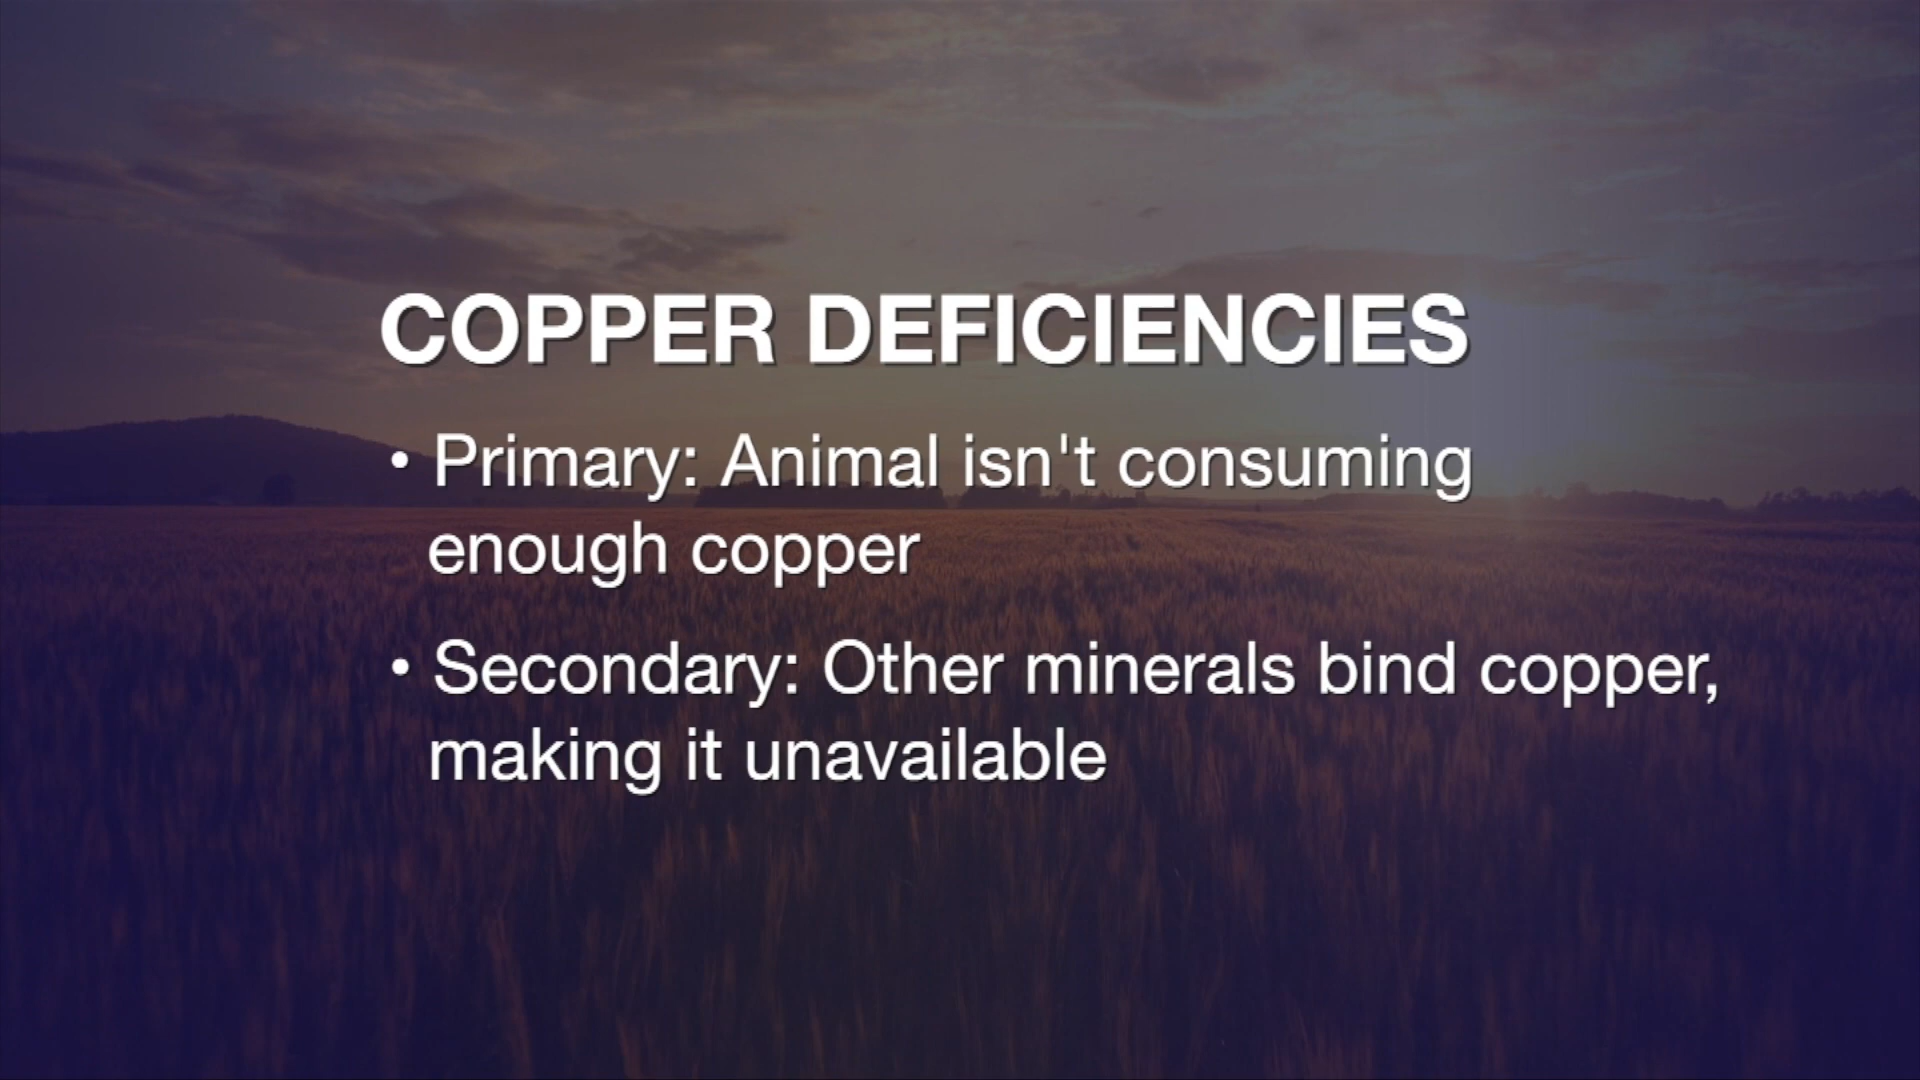 COPPER DEFICIENCIES
• Primary: Animal isn't consuming
enough copper
• Secondary: Other minerals bind copper,
making it unavailable